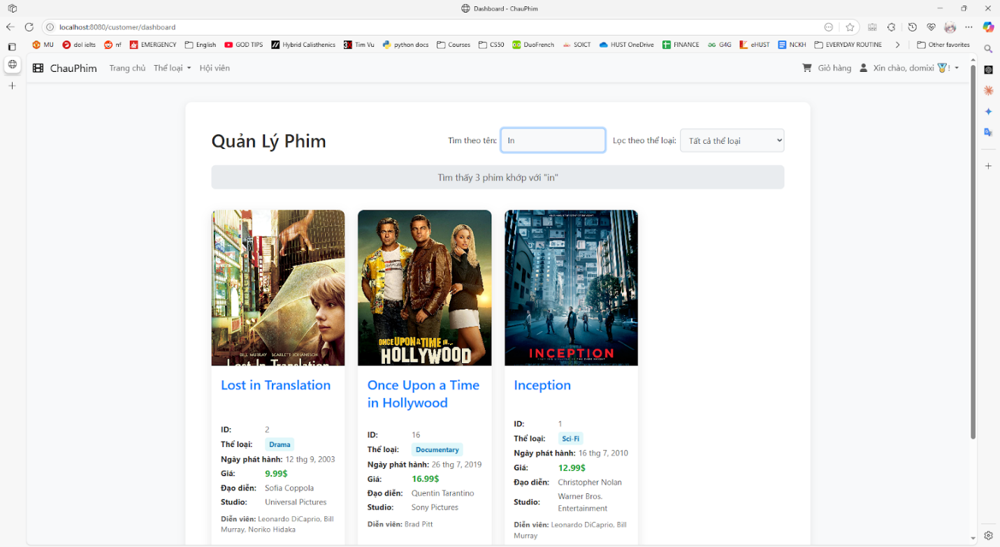 Dashboard - ChauPhim
localhost:8080/customer/dashboard
MU dol ielts nf EMERGENCY English GOD TIPS Hybrid Calisthenics Tim Vu python docs Courses CS50 DuoFrench SOICT HUST OneDrive FINANCE G4G eHUST NCKH EVERYDAY ROUTINE Other favorites
ChauPhim Trang chủ Thể loại Hội viên Giỏ hàng Xin chào, domixi 🏅!
Quản Lý Phim Tìm theo tên: In Lọc theo thể loại: Tất cả thể loại
Tìm thấy 3 phim khớp với "in"
BILL MURRAY SCARLETT JOHANSSON
Lost In Translation
Lost in Translation
ID: 2
Thể loại: Drama
Ngày phát hành: 12 thg 9, 2003
Giá: 9.99$
Đạo diễn: Sofia Coppola
Studio: Universal Pictures
Diễn viên: Leonardo DiCaprio, Bill
Murray, Noriko Hidaka
ONCE UPON A TIME IN...
HOLLYWOOD
Once Upon a Time
in Hollywood
ID: 16
Thể loại: Documentary
Ngày phát hành: 26 thg 7, 2019
Giá: 16.99$
Đạo diễn: Quentin Tarantino
Studio: Sony Pictures
Diễn viên: Brad Pitt
INCEPTION
Inception
ID: 1
Thể loại: Sci-Fi
Ngày phát hành: 16 thg 7, 2010
Giá: 12.99$
Đạo diễn: Christopher Nolan
Studio: Warner Bros.
Entertainment
Diễn viên: Leonardo DiCaprio, Bill
Murray